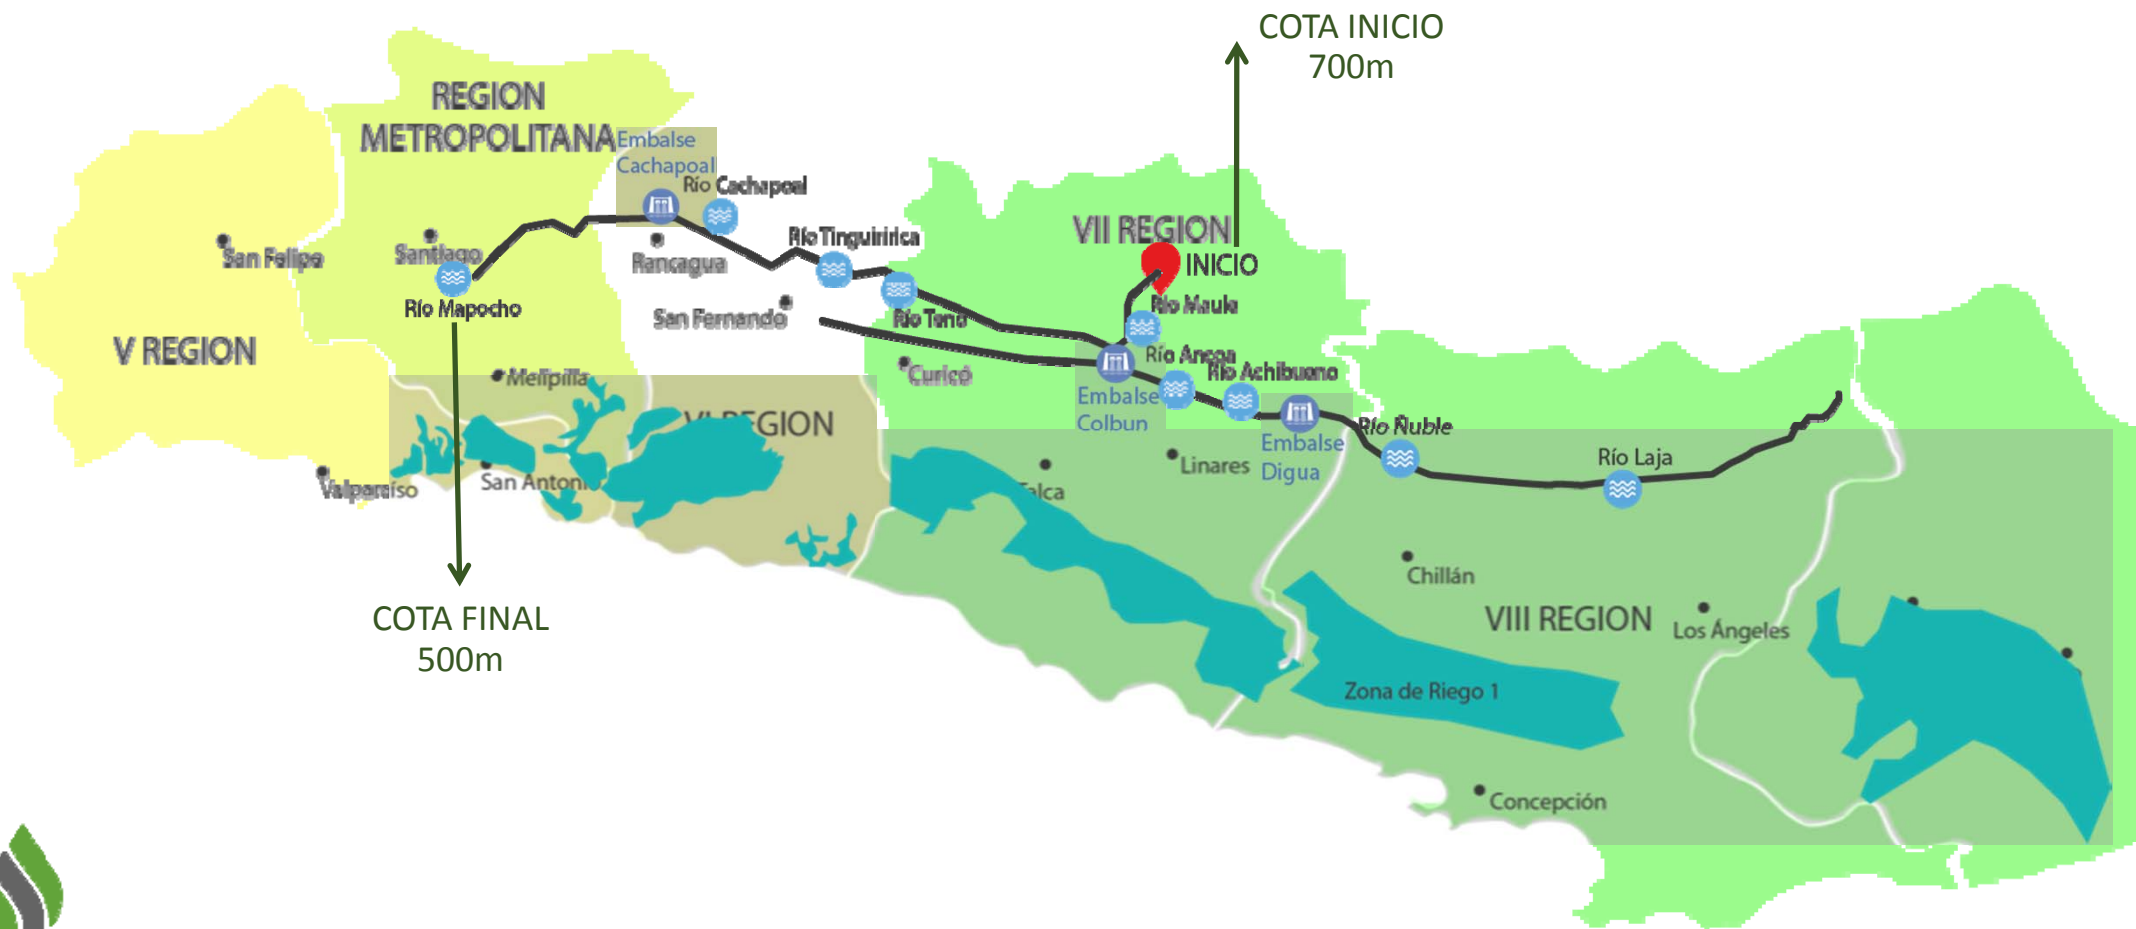 COTA INICIO
700m
REGION
METROPOLITANA
Embalse
Cachapoal
Río Cachapoal
VII REGION
INICIO
Río Tinguiririca
Santiago
San Felipe
Rancagua
Río Mapocho
San Fernando
Río Teno
Río Maule
V REGION
Río Ancoa
Río Achibueno
Curicó
Melipilla
Embalse
Colbun
VI REGION
Río Ñuble
Embalse
Digua
Linares
Río Laja
Talca
San Antonio
Valparaíso
Chillán
VIII REGION
Los Ángeles
COTA FINAL
500m
Zona de Riego 1
Concepción